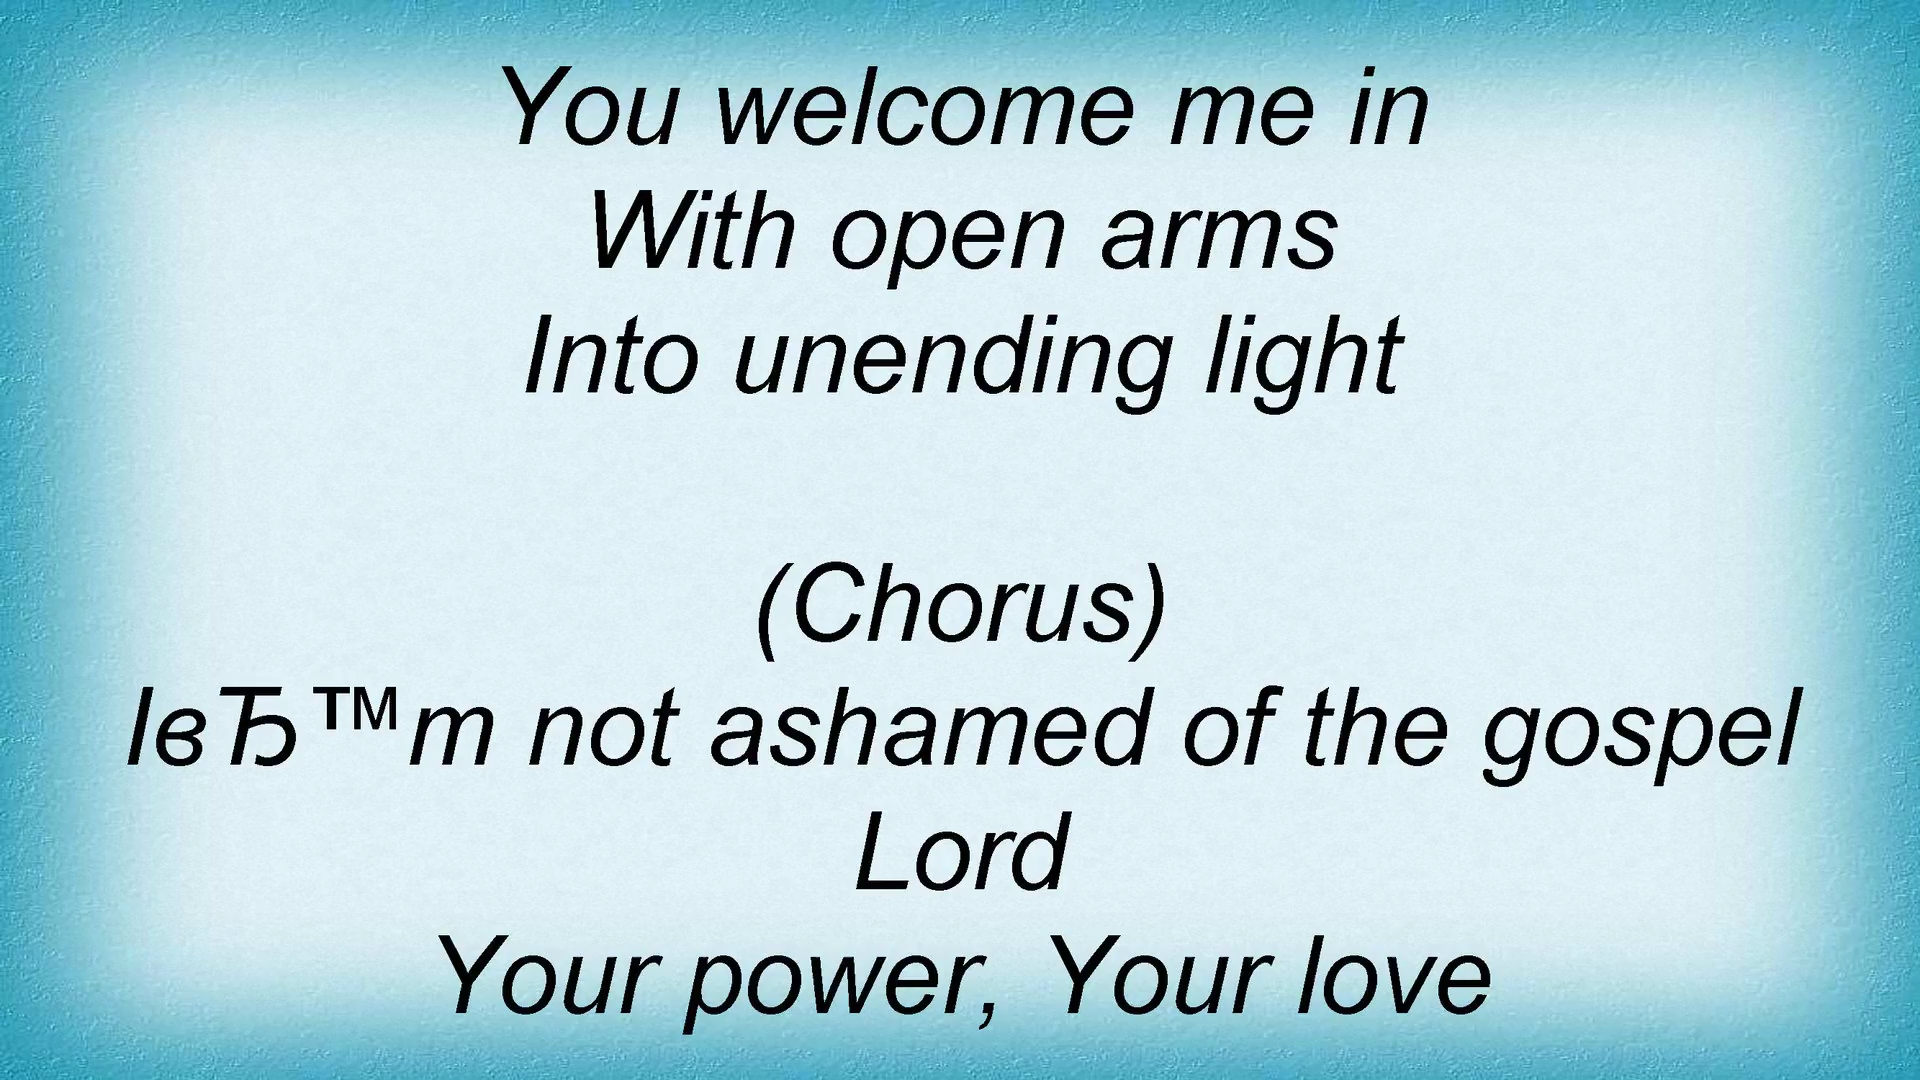 You welcome me in
With open arms
Into unending light
(Chorus)
IвЂ™m not ashamed of the gospel
Lord
Your power, Your love